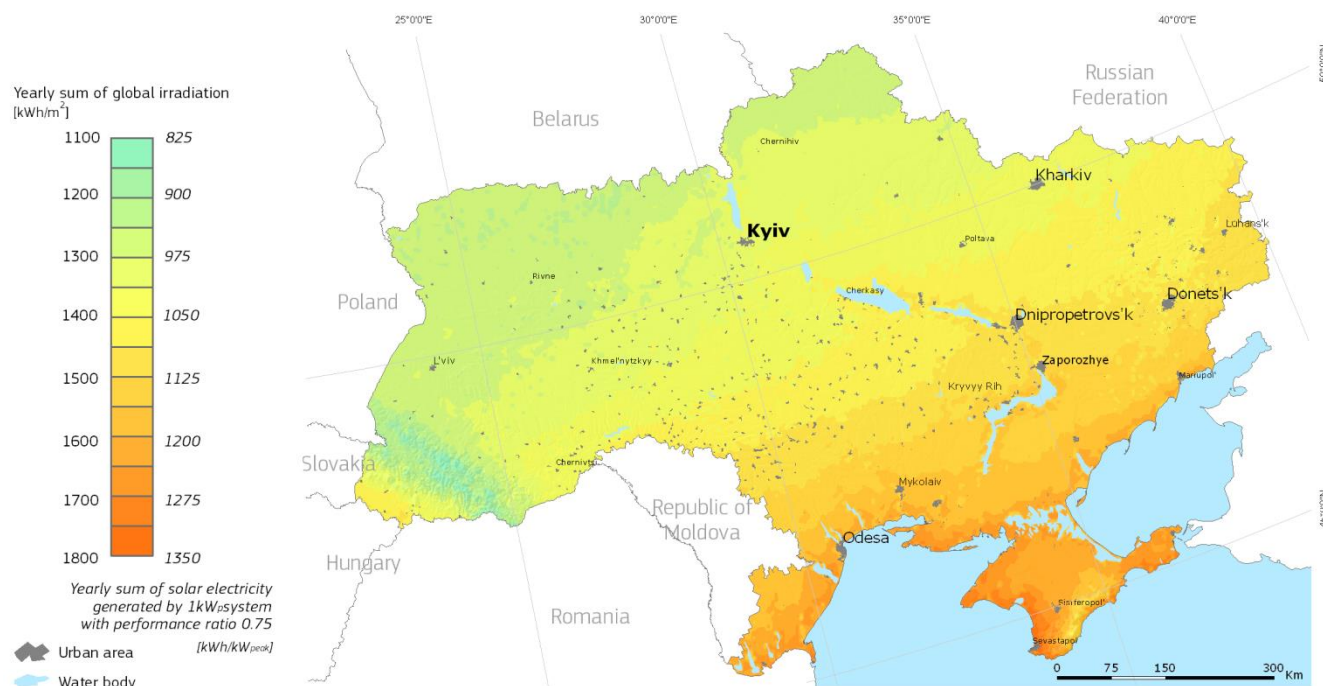 25°0'0"E
30°0'0"E
35°0'0"E
40°0'0"E
50°0'0"N
Yearly sum of global irradiation
[kWh/m²]
1100 825
1200 900
1300 975
1400 1050
1500 1125
1600 1200
1700 1275
1800 1350
Yearly sum of solar electricity
generated by 1kWp system
with performance ratio 0.75
[kWh/kWpeak]
Urban area
Water body
Russian
Federation
Belarus
Chernihiv
Kharkiv
Kyiv
Luhans'k
Poltava
Rivne
Poland
Cherkasy
Donets'k
Dnipropetrovs'k
L'viv
Khmel'nytzkyy
Zaporozhye
Mariupol'
Kryvyy Rih
Slovakia
Chernivtsi
Mykolaiv
Republic of
Moldova
Odesa
Hungary
Romania
Simferopol'
Sevastapol
0 75 150 300
Km